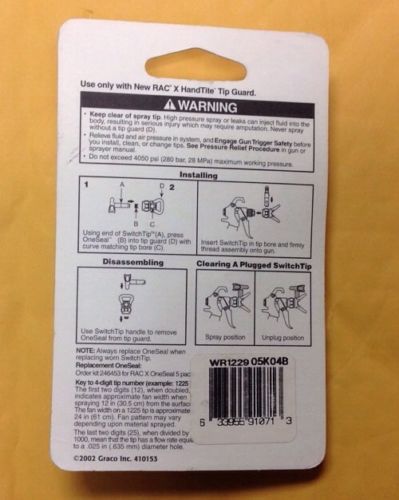 Use only with New RAC® X HandTite™ Tip Guard.
⚠ WARNING
• Keep clear of spray tip. High pressure spray or leaks can inject fluid into the
body, resulting in serious injury which may require amputation. Never spray
without a tip guard (D).
• Relieve fluid and air pressure in system, and Engage Gun Trigger Safety before
you install, clean, or change tips. See Pressure Relief Procedure in gun or
sprayer manual.
• Do not exceed 4050 psi (280 bar, 28 MPa) maximum working pressure.
Installing
1
A
D
2
B
C
Using end of SwitchTip™(A), press
OneSeal™ (B) into tip guard (D) with
curve matching tip bore (C).
Insert SwitchTip in tip bore and firmly
thread assembly onto gun.
Disassembling
Clearing A Plugged SwitchTip
Use SwitchTip handle to remove
OneSeal from tip guard.
Spray position
Unplug position
NOTE: Always replace OneSeal when
replacing worn SwitchTip.
Replacement OneSeal:
Order kit 246453 for RAC X OneSeal 5 pac
Key to 4-digit tip number (example: 1225
The first two digits (12), when doubled,
indicates approximate fan width when
spraying 12 in (30.5 cm) from the surface
The fan width on a 1225 tip is approximate
24 in (61 cm). Fan pattern may vary
depending upon material sprayed.
The last two digits (25), when divided by
1000, mean that the tip has a flow rate equal
to a .025 in (.635 mm) diameter hole.
©2002 Graco Inc. 410153
WR1229 05K04B
6 33955 91071 3